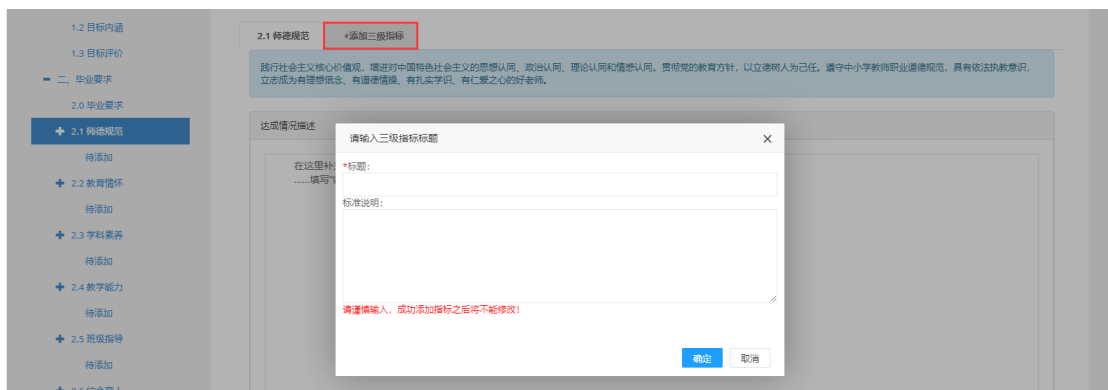 1.2 目标内涵
1.3 目标评价
二、毕业要求
2.0 毕业要求
2.1 师德规范
待添加
2.2 教育情怀
待添加
2.3 学科素养
待添加
2.4 教学能力
待添加
2.5 班级指导
待添加
2.1 师德规范
+添加三级指标
践行社会主义核心价值观，增进对中国特色社会主义的思想认同、政治认同、理论认同和情感认同。贯彻党的教育方针，以立德树人为己任。遵守中小学教师职业道德规范，具有依法执教意识，
立志成为有理想信念、有道德情操、有扎实学识、有仁爱之心的好老师。
达成情况描述
在这里补
……填写"
请输入三级指标标题
×
*标题:
标准说明:
请谨慎输入，成功添加指标之后将不能修改！
确定
取消